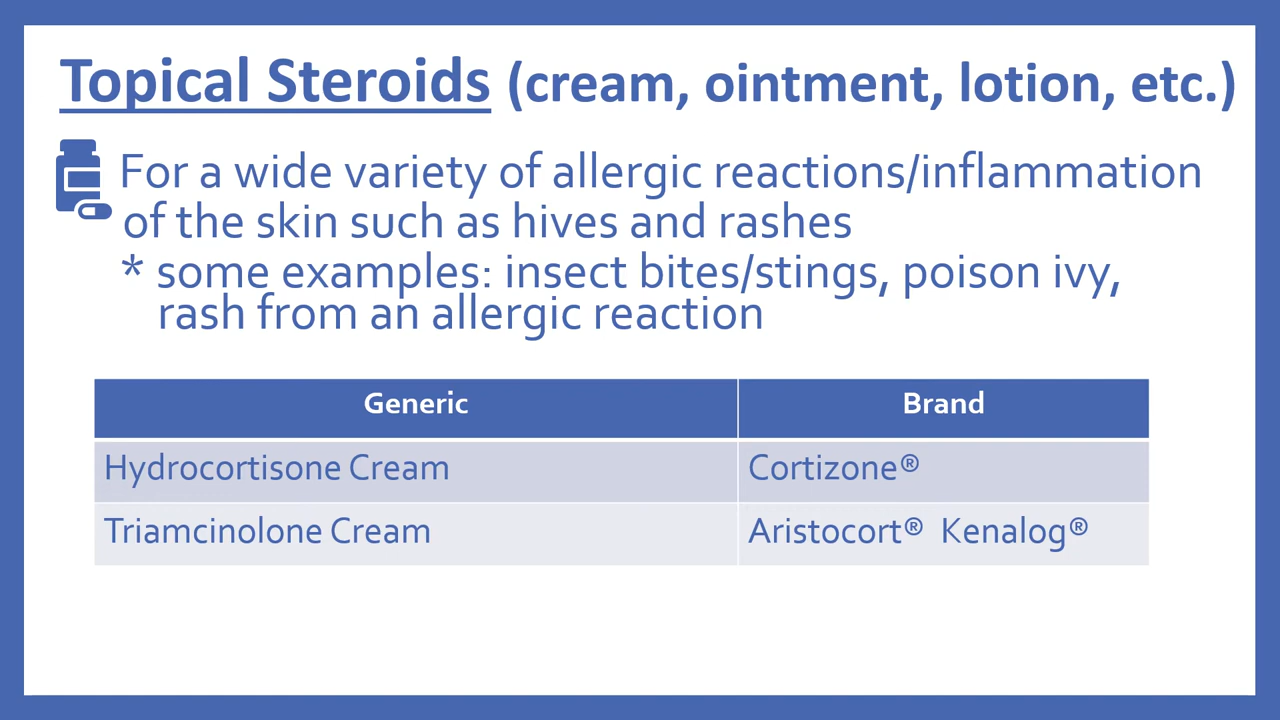 Topical Steroids (cream, ointment, lotion, etc.)
For a wide variety of allergic reactions/inflammation
of the skin such as hives and rashes
* some examples: insect bites/stings, poison ivy,
rash from an allergic reaction
Generic Brand
Hydrocortisone Cream Cortizone®
Triamcinolone Cream Aristocort® Kenalog®